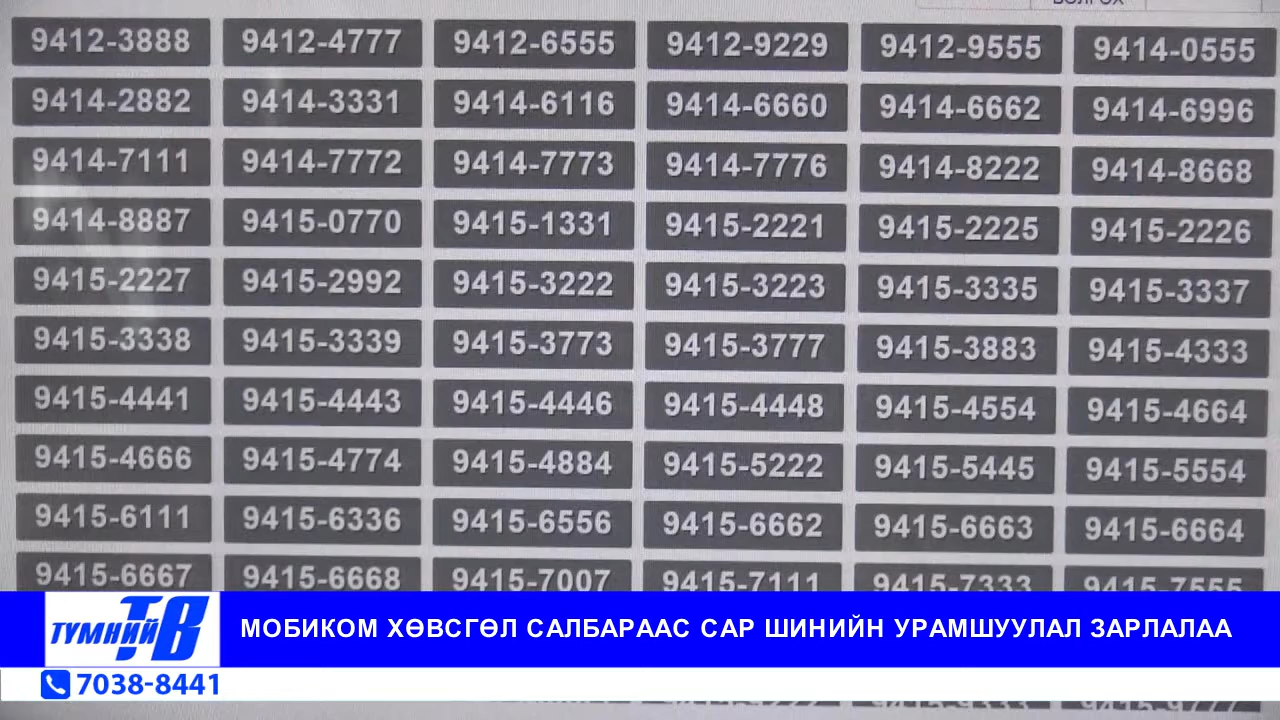 9412-3888 9412-4777 9412-6555 9412-9229 9412-9555 9414-0555
9414-2882 9414-3331 9414-6116 9414-6660 9414-6662 9414-6996
9414-7111 9414-7772 9414-7773 9414-7776 9414-8222 9414-8668
9414-8887 9415-0770 9415-1331 9415-2221 9415-2225 9415-2226
9415-2227 9415-2992 9415-3222 9415-3223 9415-3335 9415-3337
9415-3338 9415-3339 9415-3773 9415-3777 9415-3883 9415-4333
9415-4441 9415-4443 9415-4446 9415-4448 9415-4554 9415-4664
9415-4666 9415-4774 9415-4884 9415-5222 9415-5445 9415-5554
9415-6111 9415-6336 9415-6556 9415-6662 9415-6663 9415-6664
9415-6667 9415-6668 9415-7007 9415-7111 9415-7333 9415-7555
ТҮМНИЙ ТВ
МОБИКОМ ХӨВСГӨЛ САЛБАРААС САР ШИНИЙН УРАМШУУЛАЛ ЗАРЛАЛАА
7038-8441